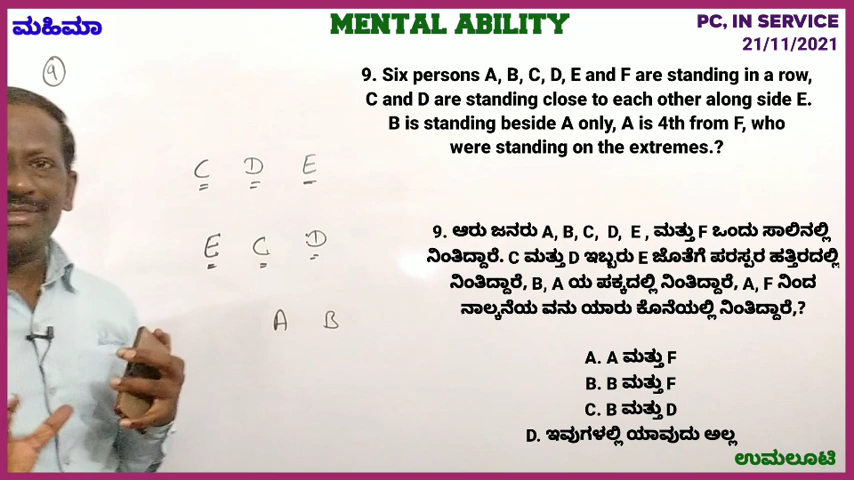 ಮಹಿಮಾ
MENTAL ABILITY
PC, IN SERVICE
21/11/2021
9
9. Six persons A, B, C, D, E and F are standing in a row,
C and D are standing close to each other along side E.
B is standing beside A only, A is 4th from F, who
were standing on the extremes.?
C D E
E C D
A B
9. ಆರು ಜನರು A, B, C, D, E , ಮತ್ತು F ಒಂದು ಸಾಲಿನಲ್ಲಿ
ನಿಂತಿದ್ದಾರೆ. C ಮತ್ತು D ಇಬ್ಬರು E ಜೊತೆಗೆ ಪರಸ್ಪರ ಹತ್ತಿರದಲ್ಲಿ
ನಿಂತಿದ್ದಾರೆ, B, A ಯ ಪಕ್ಕದಲ್ಲಿ ನಿಂತಿದ್ದಾರೆ, A, F ನಿಂದ
ನಾಲ್ಕನೆಯ ವನು ಯಾರು ಕೊನೆಯಲ್ಲಿ ನಿಂತಿದ್ದಾರೆ,?
A. A ಮತ್ತು F
B. B ಮತ್ತು F
C. B ಮತ್ತು D
D. ಇವುಗಳಲ್ಲಿ ಯಾವುದು ಅಲ್ಲ
ಉಮಲೂಟಿ